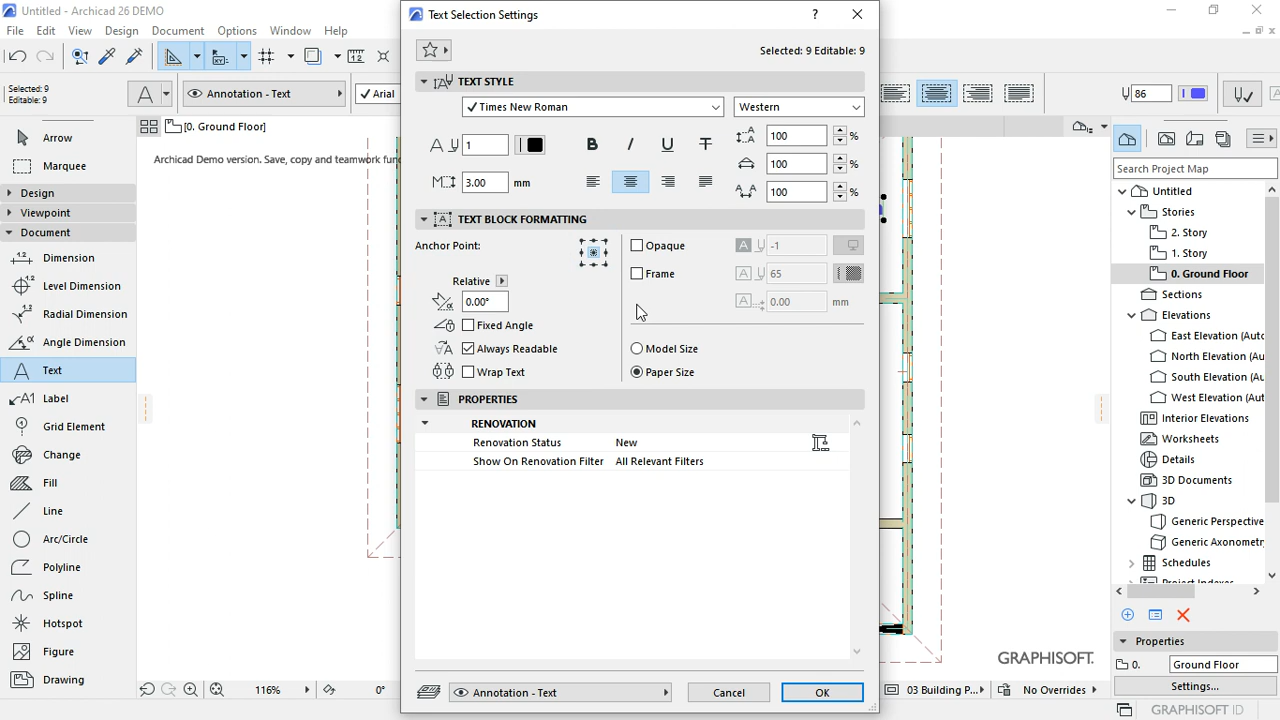 Untitled - Archicad 26 DEMO
File Edit View Design Document Options Window Help
Selected: 9
Editable: 9
Annotation - Text
Arial
86
[0. Ground Floor]
Archicad Demo version. Save, copy and teamwork
Arrow
Marquee
Design
Viewpoint
Document
Dimension
Level Dimension
Radial Dimension
Angle Dimension
Text
Label
Grid Element
Change
Fill
Line
Arc/Circle
Polyline
Spline
Hotspot
Figure
Drawing
Text Selection Settings
?
Selected: 9 Editable: 9
TEXT STYLE
Times New Roman
Western
1
B I U T
100 %
100 %
3.00 mm
100 %
TEXT BLOCK FORMATTING
Anchor Point:
Relative
0.00°
Fixed Angle
Always Readable
Wrap Text
Opaque
-1
Frame
65
0.00 mm
Model Size
Paper Size
PROPERTIES
RENOVATION
Renovation Status New
Show On Renovation Filter All Relevant Filters
Annotation - Text
Cancel
OK
Search Project Map
Untitled
Stories
2. Story
1. Story
0. Ground Floor
Sections
Elevations
East Elevation (Aut
North Elevation (Au
South Elevation (Au
West Elevation (Aut
Interior Elevations
Worksheets
Details
3D Documents
3D
Generic Perspective
Generic Axonomet
Schedules
Project Indexes
Properties
0. Ground Floor
Settings...
GRAPHISOFT.
116%
0°
03 Building P...
No Overrides
GRAPHISOFT ID